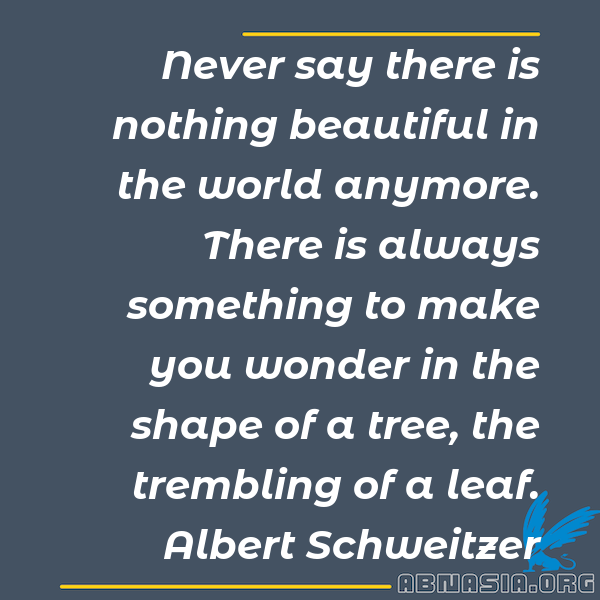 Never say there is
nothing beautiful in
the world anymore.
There is always
something to make
you wonder in the
shape of a tree, the
trembling of a leaf.
Albert Schweitzer
ABNASIA.ORG